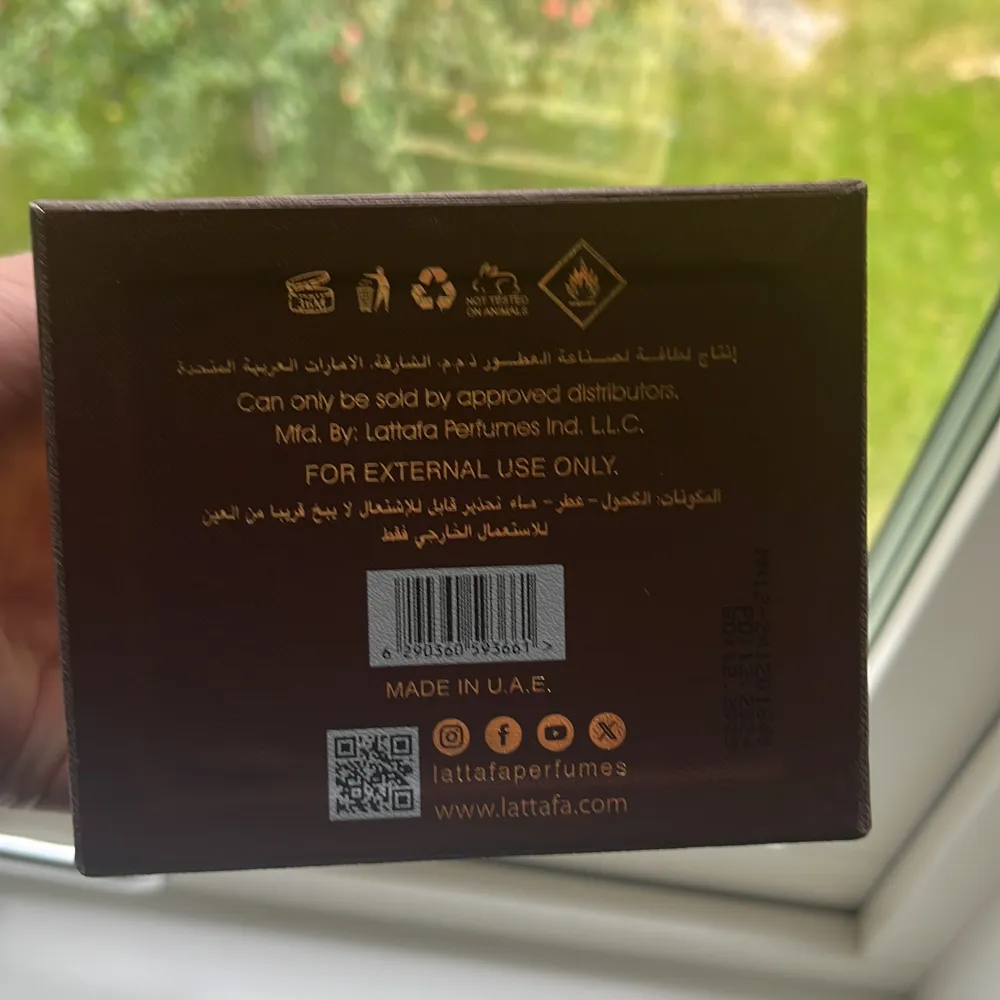 36M
NOT TESTED
ON ANIMALS
إنتاج لطافة لصناعة العطور ذ.م.م. الشارقة. الامارات العربية المتحدة
Can only be sold by approved distributors.
Mfd. By: Lattafa Perfumes Ind. L.L.C.
FOR EXTERNAL USE ONLY.
المكونات: الكحول - عطر - ماء تحذير قابل للاشتعال لا يبخ قريبا من العين
للاستعمال الخارجي فقط
6 290360 593661 >
MADE IN U.A.E.
lattafaperfumes
www.lattafa.com